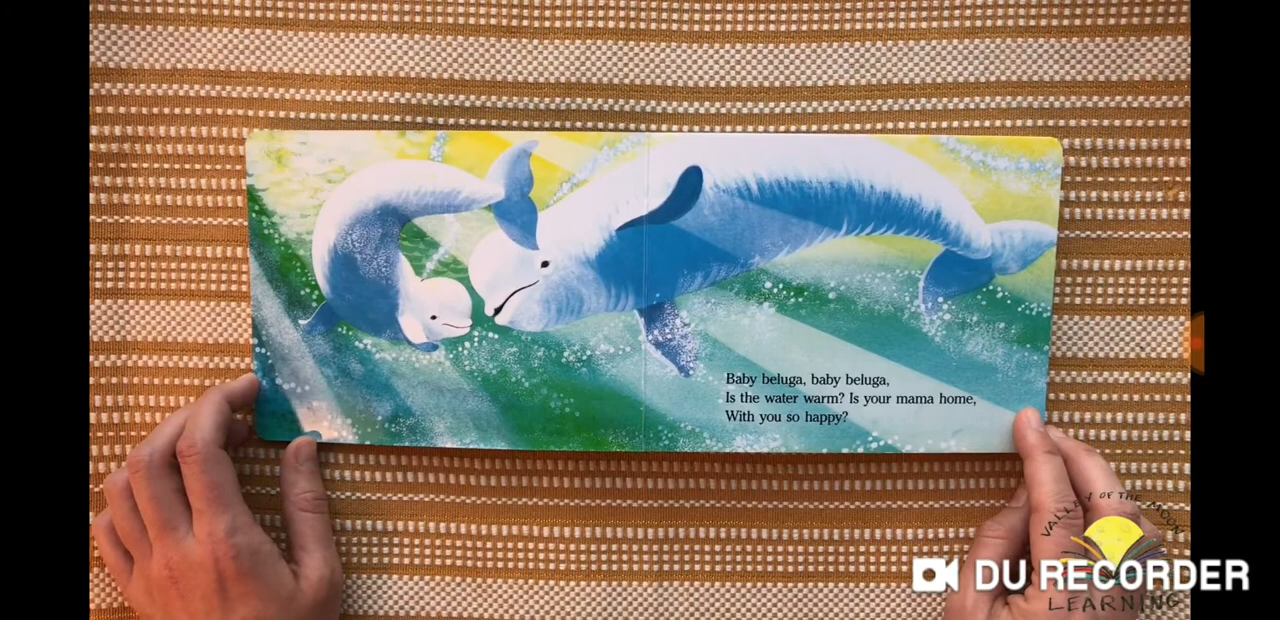 Baby beluga, baby beluga,
Is the water warm? Is your mama home,
With you so happy?
VALLEY OF THE MOON
DU RECORDER
LEARNING